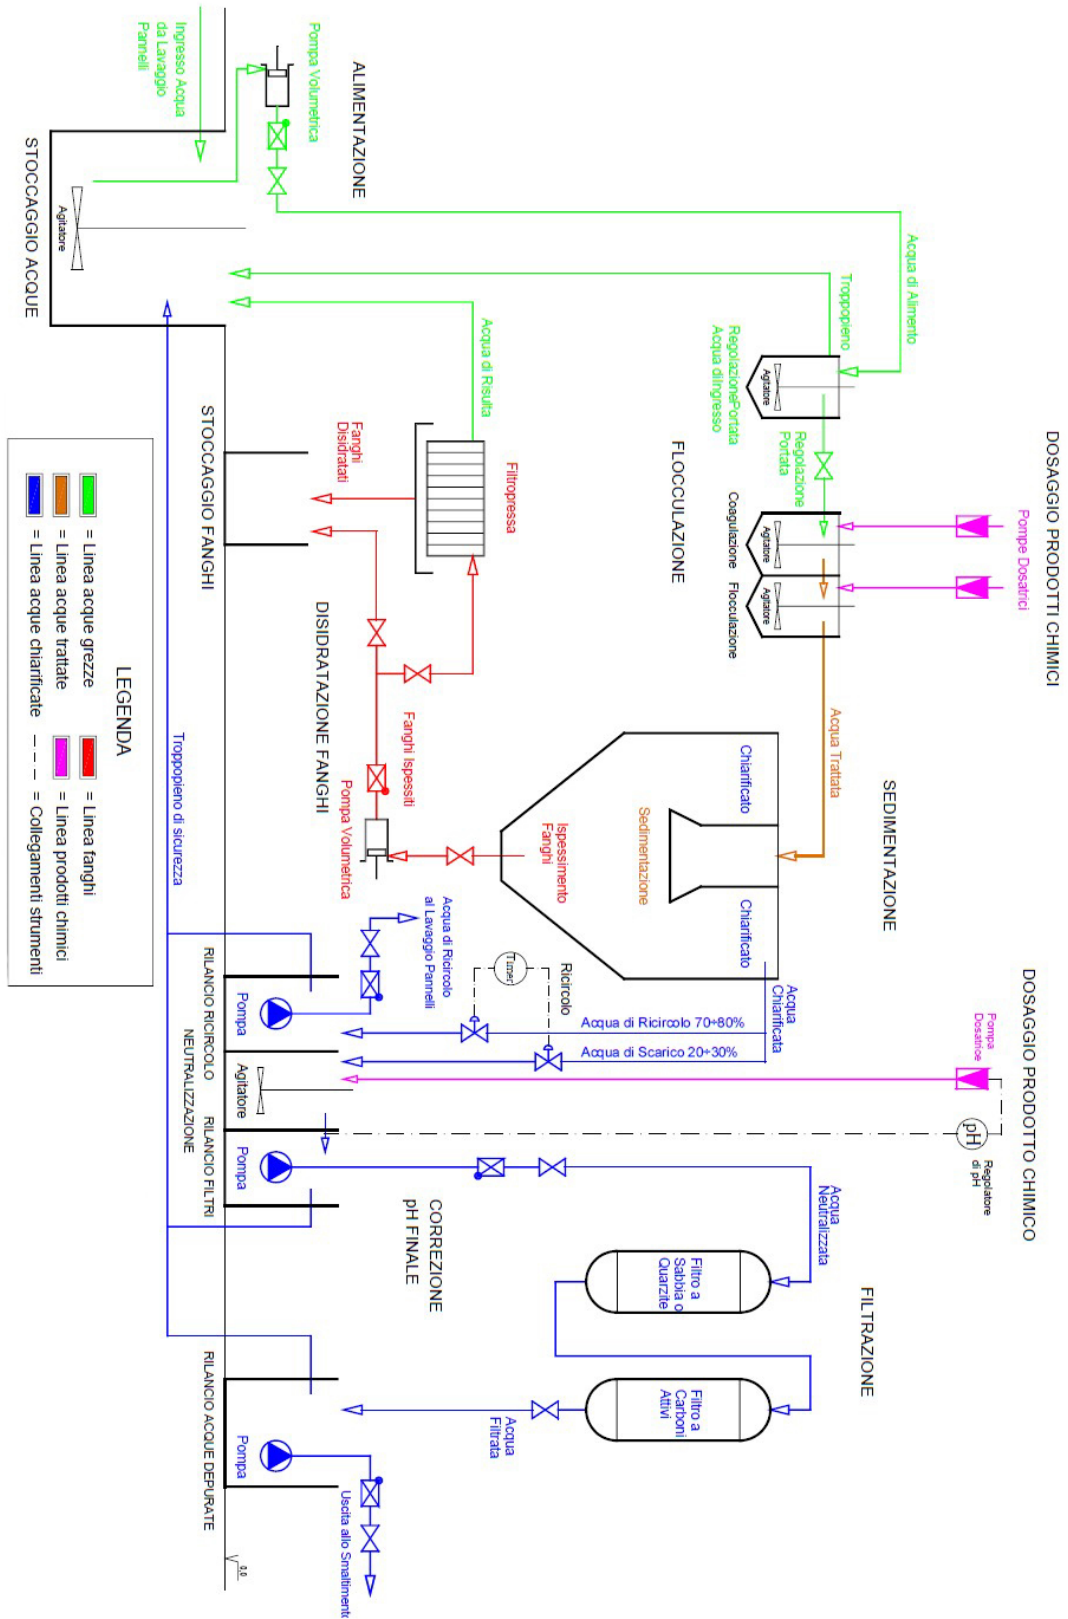 DOSAGGIO PRODOTTI CHIMICI
Pompe Dosatrici
DOSAGGIO PRODOTTO CHIMICO
Pompa
Dosatrice
pH
Regolatore
di pH
ALIMENTAZIONE
Pompa Volumetrica
Ingresso Acqua
da Lavaggio
Pannelli
Agitatore
STOCCAGGIO ACQUE
Acqua di Alimento
Troppopieno
RegolazionePortata
Acqua diIngresso
Agitatore
Regolazione
Portata
FLOCCULAZIONE
Coagulazione
Flocculazione
Agitatore
Agitatore
Acqua Trattata
SEDIMENTAZIONE
Chiarificato
Chiarificato
Sedimentazione
Ispessimento
Fanghi
Acqua
Chiarificata
Acqua di Risulta
Filtropressa
Fanghi
Disidratati
STOCCAGGIO FANGHI
DISIDRATAZIONE FANGHI
Fanghi Ispessiti
Pompa Volumetrica
Acqua di Ricircolo
al Lavaggio Pannelli
Timer
Ricircolo
Acqua di Ricircolo 70÷80%
Acqua di Scarico 20÷30%
Pompa
RILANCIO RICIRCOLO
Agitatore
NEUTRALIZZAZIONE
Pompa
RILANCIO FILTRI
CORREZIONE
pH FINALE
Acqua
Neutralizzata
FILTRAZIONE
Filtro a
Sabbia o
Quarzite
Filtro a
Carboni
Attivi
Acqua
Filtrata
Pompa
RILANCIO ACQUE DEPURATE
Uscita allo Smaltimento
0,0
Troppopieno di sicurezza
LEGENDA
= Linea acque grezze
= Linea fanghi
= Linea acque trattate
= Linea prodotti chimici
= Linea acque chiarificate
= Collegamenti strumenti